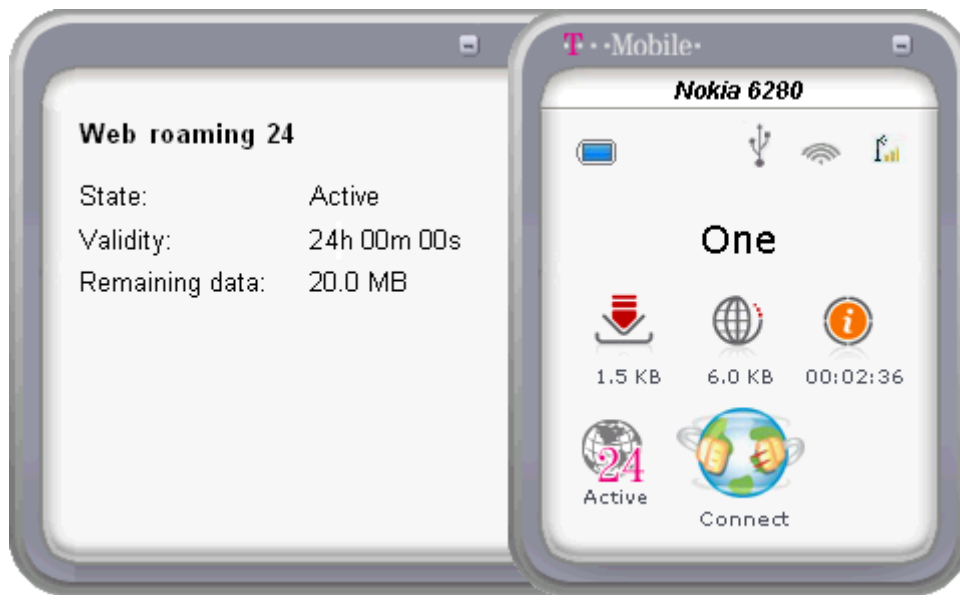 Web roaming 24
State: Active
Validity: 24h 00m 00s
Remaining data: 20.0 MB
T··Mobile·
Nokia 6280
One
1.5 KB 6.0 KB 00:02:36
24
Active
Connect